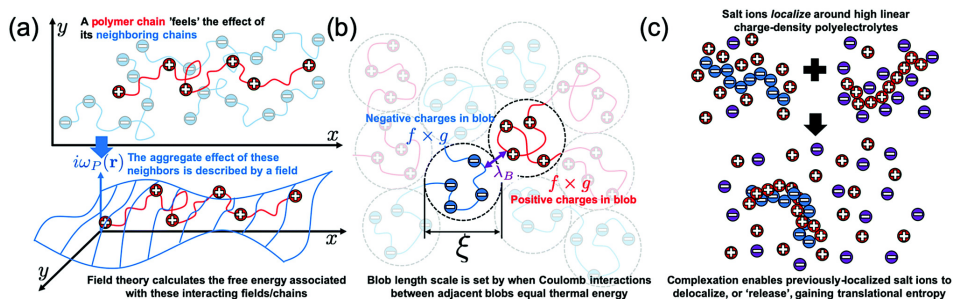 (a)
A polymer chain 'feels' the effect of
its neighboring chains
y
x
iω_P(r)
The aggregate effect of these
neighbors is described by a field
y
x
Field theory calculates the free energy associated
with these interacting fields/chains
(b)
Negative charges in blob
f × g
λ_B
f × g
Positive charges in blob
ξ
Blob length scale is set by when Coulomb interactions
between adjacent blobs equal thermal energy
(c)
Salt ions localize around high linear
charge-density polyelectrolytes
Complexation enables previously-localized salt ions to
delocalize, or 'release', gaining translational entropy